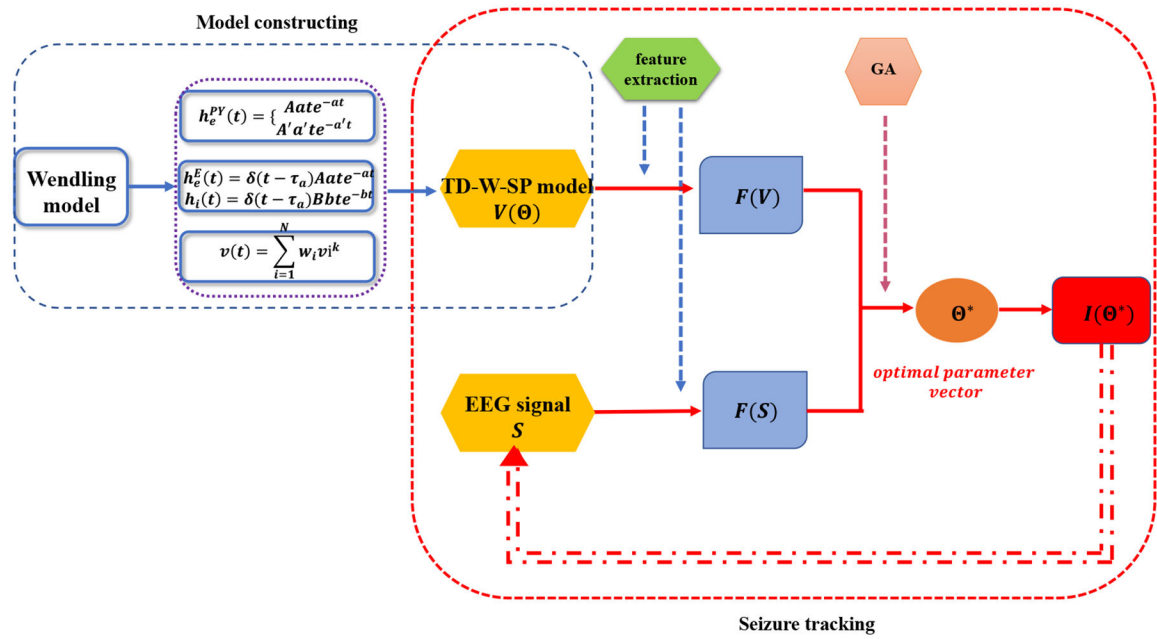 Model constructing
feature
extraction
GA
Wendling
model
h_e^{PY}(t) = { Aate^{-at}
A'a'te^{-a't}
h_e^{E}(t) = δ(t − τ_a)Aate^{-at}
h_i(t) = δ(t − τ_a)Bbte^{-bt}
v(t) = ∑_{i=1}^{N} w_i vi^k
TD-W-SP model
V(Θ)
F(V)
Θ*
I(Θ*)
optimal parameter
vector
EEG signal
S
F(S)
Seizure tracking